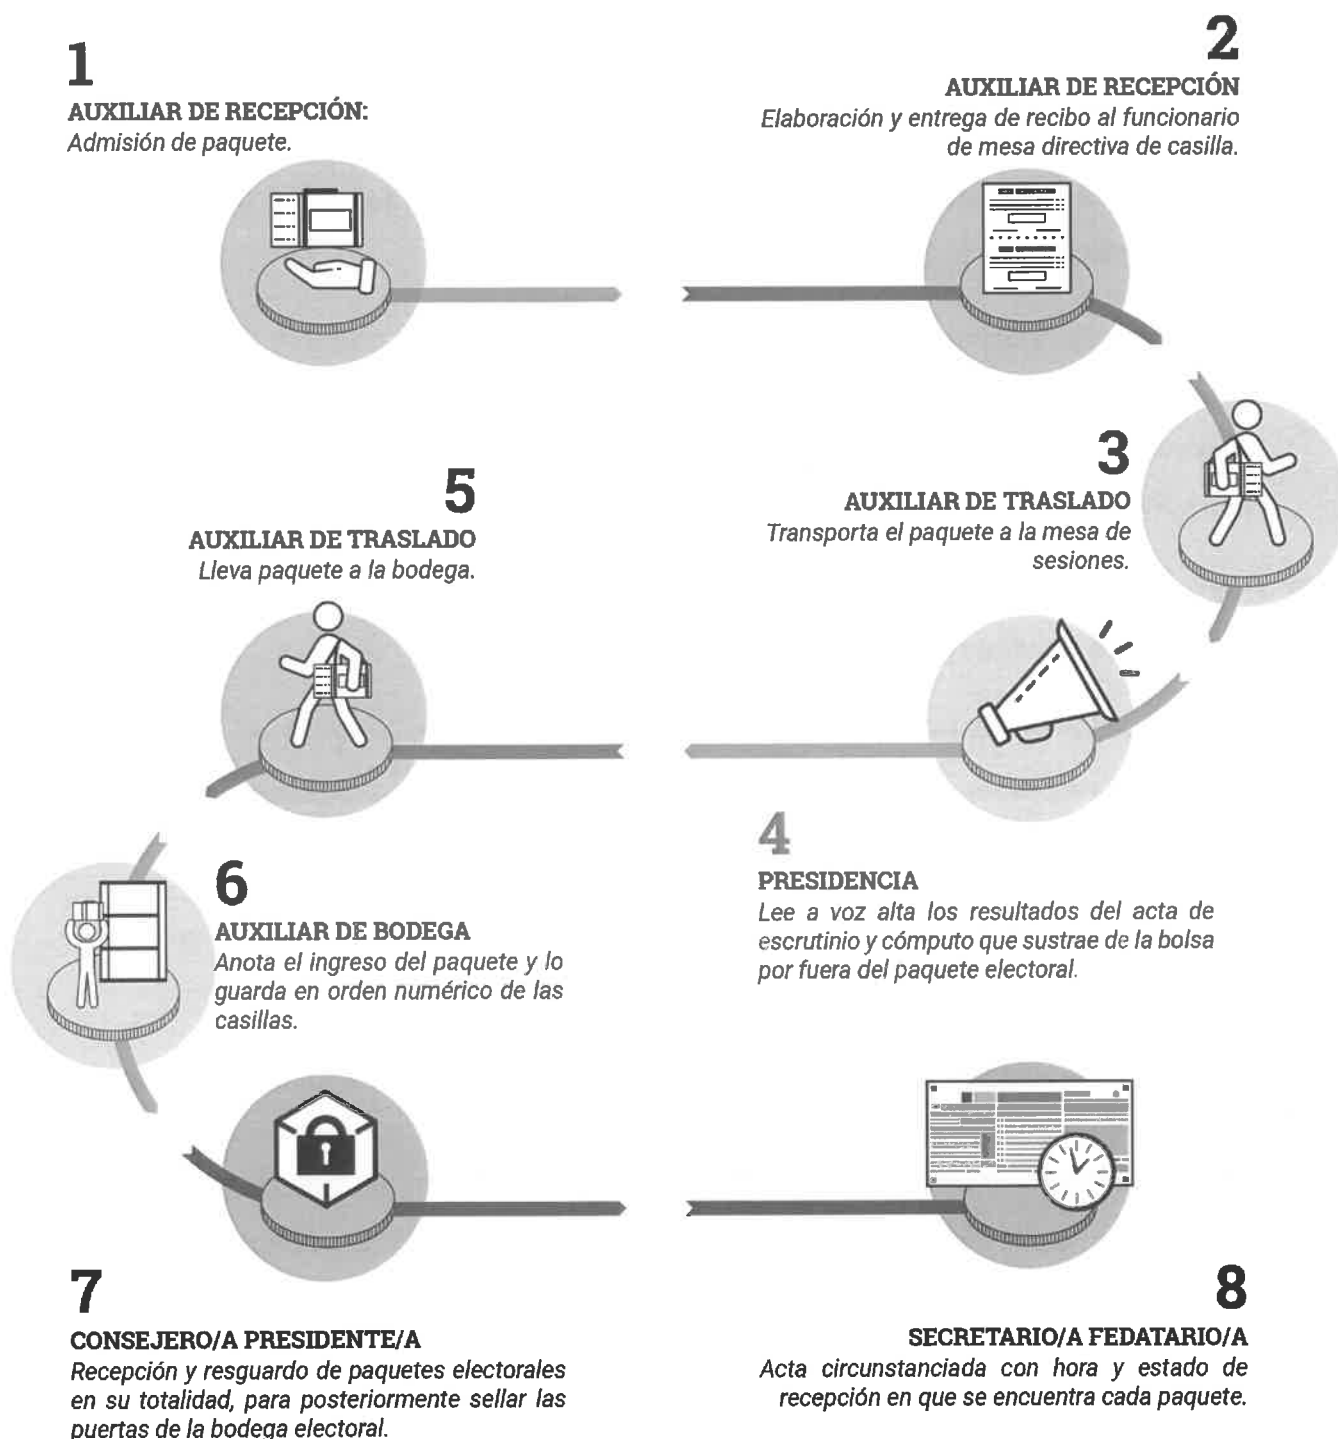 1
AUXILIAR DE RECEPCIÓN:
Admisión de paquete.
2
AUXILIAR DE RECEPCIÓN
Elaboración y entrega de recibo al funcionario
de mesa directiva de casilla.
3
AUXILIAR DE TRASLADO
Transporta el paquete a la mesa de
sesiones.
4
PRESIDENCIA
Lee a voz alta los resultados del acta de
escrutinio y cómputo que sustrae de la bolsa
por fuera del paquete electoral.
5
AUXILIAR DE TRASLADO
Lleva paquete a la bodega.
6
AUXILIAR DE BODEGA
Anota el ingreso del paquete y lo
guarda en orden numérico de las
casillas.
7
CONSEJERO/A PRESIDENTE/A
Recepción y resguardo de paquetes electorales
en su totalidad, para posteriormente sellar las
puertas de la bodega electoral.
8
SECRETARIO/A FEDATARIO/A
Acta circunstanciada con hora y estado de
recepción en que se encuentra cada paquete.